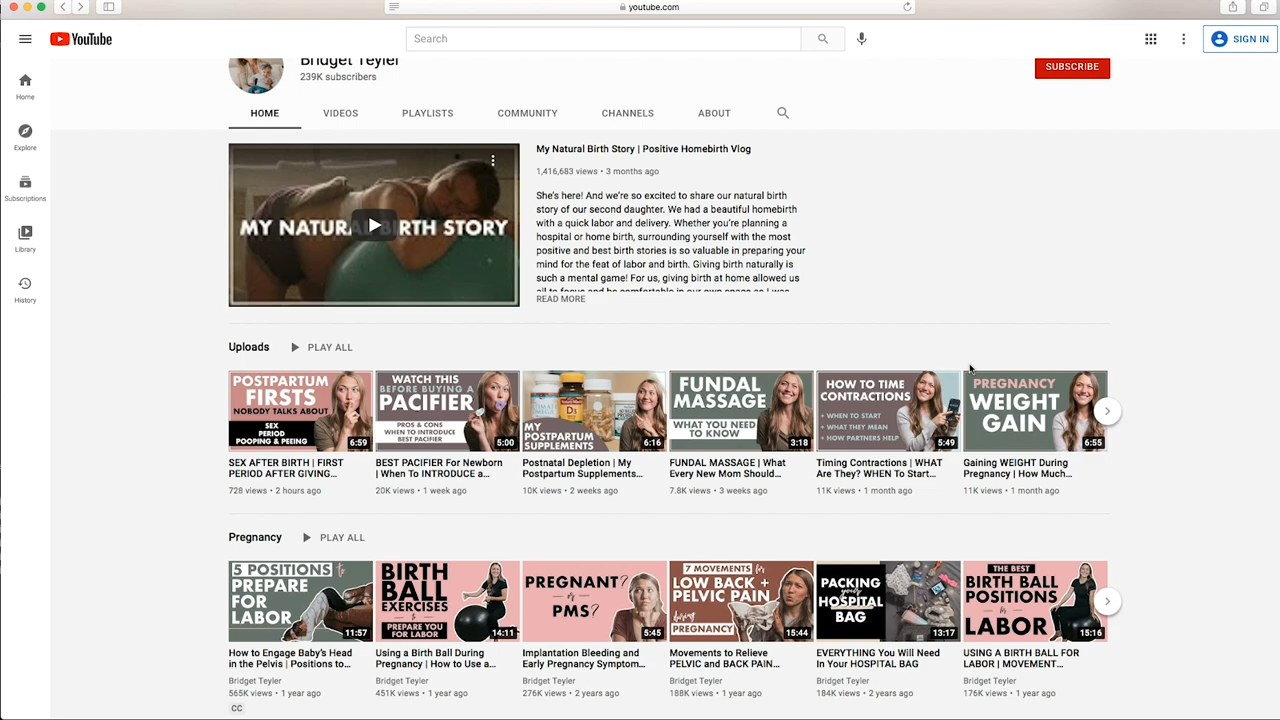 youtube.com
YouTube
Search
SIGN IN
Home
Explore
Subscriptions
Library
History
Bridget Teyler
239K subscribers
SUBSCRIBE
HOME VIDEOS PLAYLISTS COMMUNITY CHANNELS ABOUT
MY NATURAL BIRTH STORY
My Natural Birth Story | Positive Homebirth Vlog
1,416,683 views • 3 months ago
She's here! And we're so excited to share our natural birth
story of our second daughter. We had a beautiful homebirth
with a quick labor and delivery. Whether you're planning a
hospital or home birth, surrounding yourself with the most
positive and best birth stories is so valuable in preparing your
mind for the feat of labor and birth. Giving birth naturally is
such a mental game! For us, giving birth at home allowed us
all to focus and be comfortable in our own space as I was
READ MORE
Uploads PLAY ALL
POSTPARTUM
FIRSTS
NOBODY TALKS ABOUT
SEX
PERIOD
POOPING & PEEING
6:59
SEX AFTER BIRTH | FIRST
PERIOD AFTER GIVING...
728 views • 2 hours ago
WATCH THIS
BEFORE BUYING A
PACIFIER
PROS & CONS
WHEN TO INTRODUCE
BEST PACIFIER
5:00
BEST PACIFIER For Newborn
| When To INTRODUCE a...
20K views • 1 week ago
D3
MY
POSTPARTUM
SUPPLEMENTS
6:16
Postnatal Depletion | My
Postpartum Supplements...
10K views • 2 weeks ago
FUNDAL
MASSAGE
WHAT YOU NEED
TO KNOW
3:18
FUNDAL MASSAGE | What
Every New Mom Should...
7.8K views • 3 weeks ago
HOW TO TIME
CONTRACTIONS
• WHEN TO START
• WHAT THEY MEAN
• HOW PARTNERS HELP
5:49
Timing Contractions | WHAT
Are They? WHEN To Start...
11K views • 1 month ago
PREGNANCY
WEIGHT
GAIN
6:55
Gaining WEIGHT During
Pregnancy | How Much...
11K views • 1 month ago
Pregnancy PLAY ALL
5 POSITIONS to
PREPARE
FOR
LABOR
11:57
How to Engage Baby's Head
in the Pelvis | Positions to...
Bridget Teyler
565K views • 1 year ago
CC
BIRTH
BALL
EXERCISES
to
PREPARE YOU
FOR LABOR
14:11
Using a Birth Ball During
Pregnancy | How to Use a...
Bridget Teyler
451K views • 1 year ago
PREGNANT?
or
PMS?
5:45
Implantation Bleeding and
Early Pregnancy Symptom...
Bridget Teyler
276K views • 2 years ago
7 MOVEMENTS for
LOW BACK +
PELVIC PAIN
during
PREGNANCY
15:44
Movements to Relieve
PELVIC and BACK PAIN...
Bridget Teyler
188K views • 1 year ago
PACKING
your
HOSPITAL
BAG
13:17
EVERYTHING You Will Need
In Your HOSPITAL BAG
Bridget Teyler
184K views • 2 years ago
THE BEST
BIRTH BALL
POSITIONS
for
LABOR
15:16
USING A BIRTH BALL FOR
LABOR | MOVEMENT...
Bridget Teyler
176K views • 1 year ago